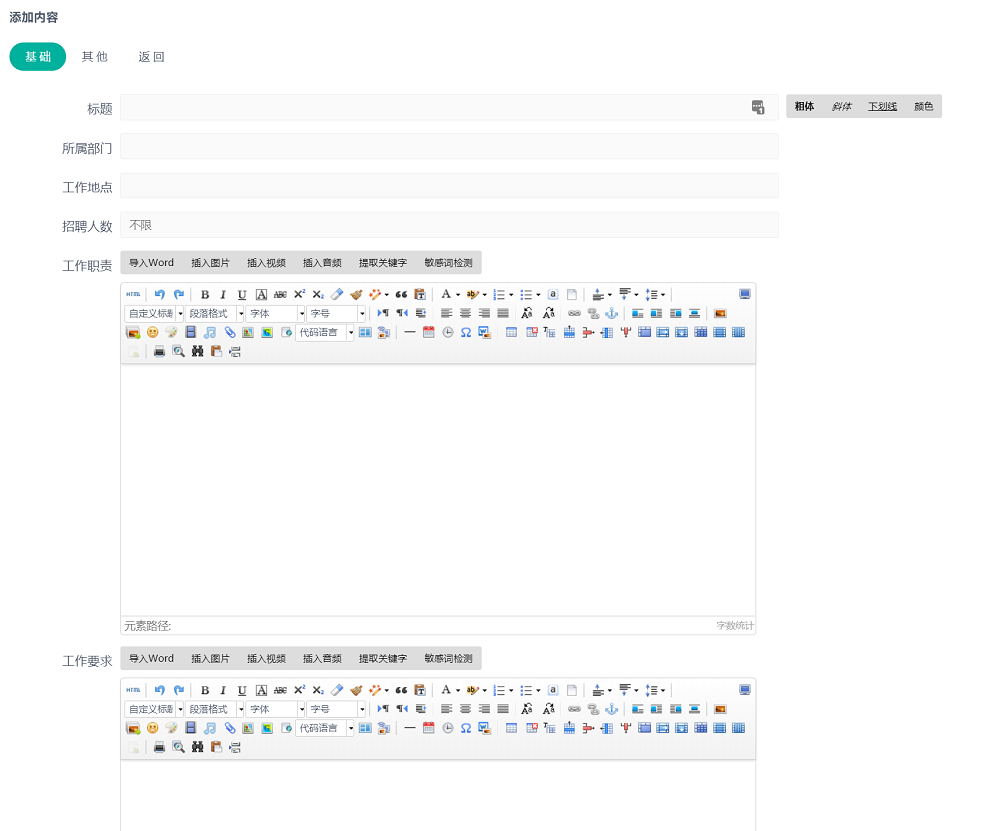 添加内容
基 础 其 他 返 回
标题 粗体 斜体 下划线 颜色
所属部门
工作地点
招聘人数 不限
工作职责 导入Word 插入图片 插入视频 插入音频 提取关键字 敏感词检测
HTML B I U A ABC X² X₂ A ab a
自定义标题 段落格式 字体 字号
代码语言 Ω
元素路径: 字数统计
工作要求 导入Word 插入图片 插入视频 插入音频 提取关键字 敏感词检测
HTML B I U A ABC X² X₂ A ab a
自定义标题 段落格式 字体 字号
代码语言 Ω